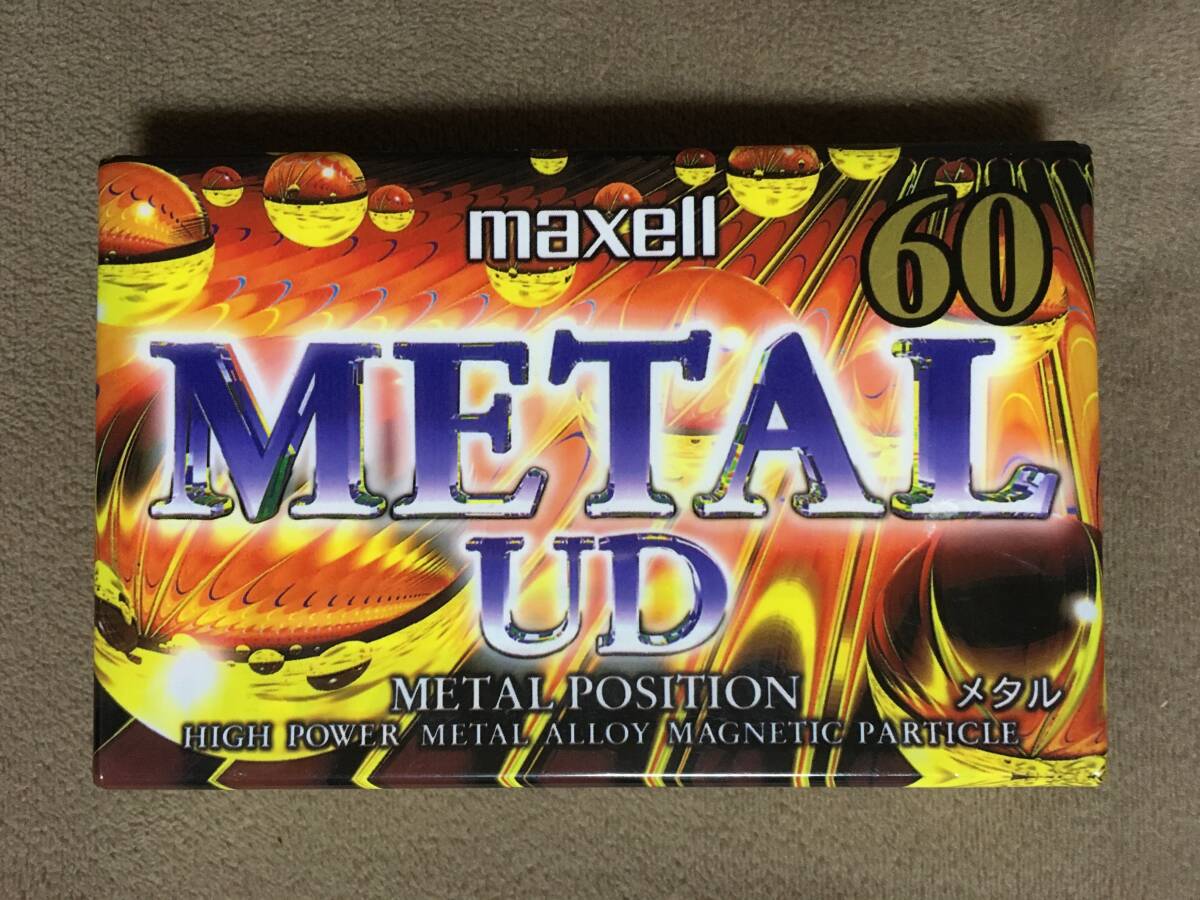 maxell
60
METAL
UD
METAL POSITION
メタル
HIGH POWER METAL ALLOY MAGNETIC PARTICLE